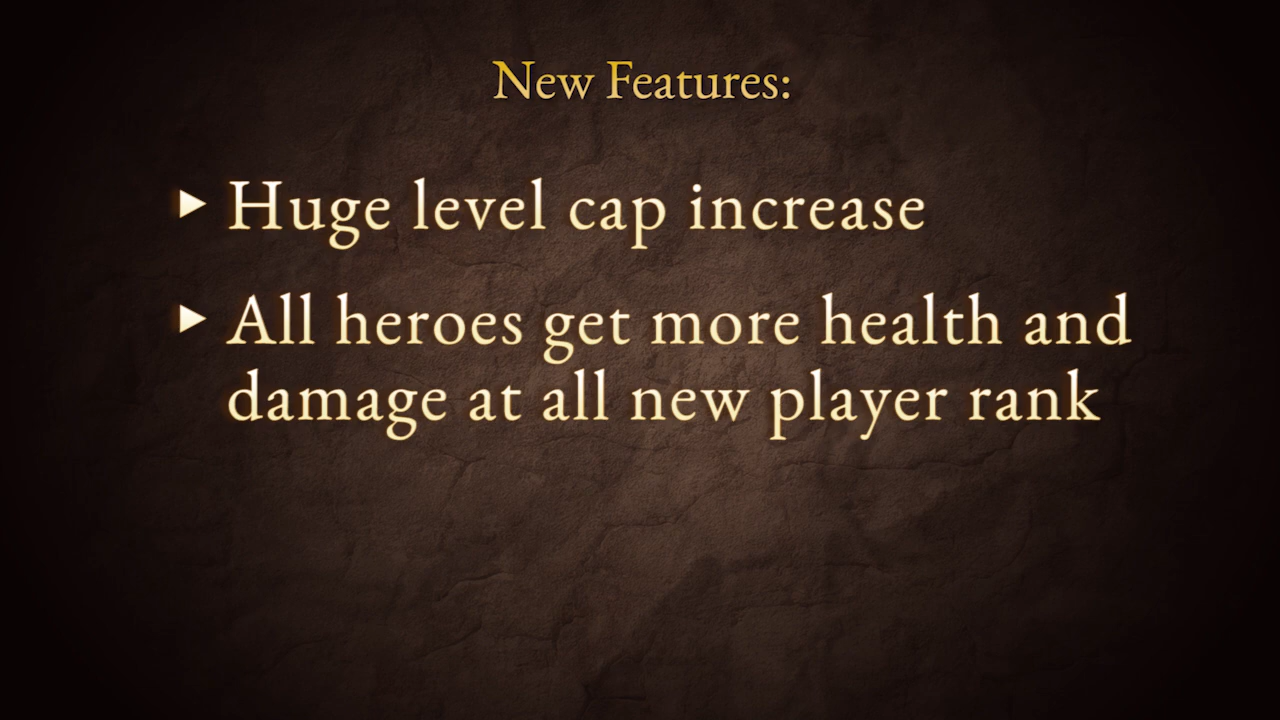 New Features:
▶ Huge level cap increase
▶ All heroes get more health and
damage at all new player rank